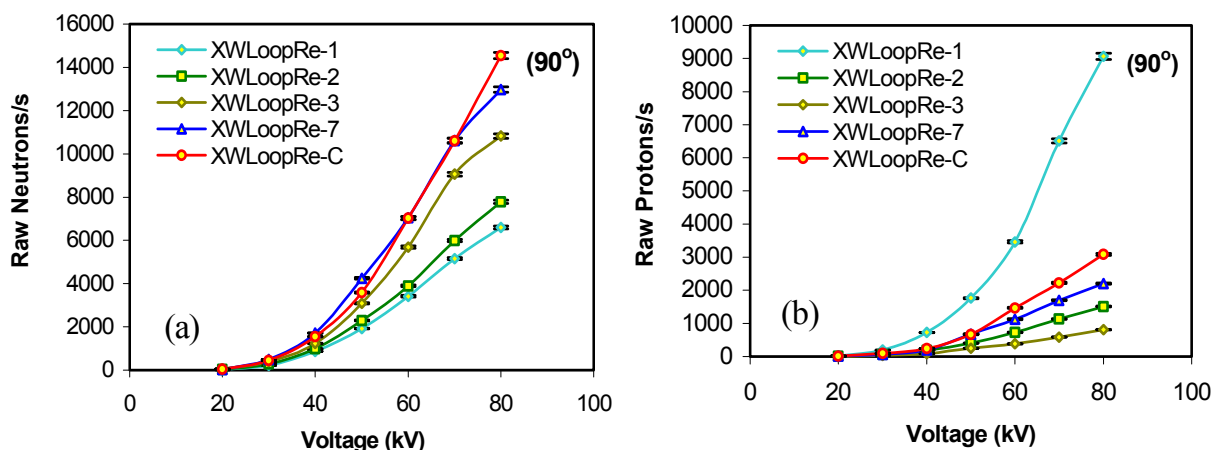 Raw Neutrons/s
16000
14000
12000
10000
8000
6000
4000
2000
0
XWLoopRe-1
XWLoopRe-2
XWLoopRe-3
XWLoopRe-7
XWLoopRe-C
(90°)
(a)
0 20 40 60 80 100
Voltage (kV)
Raw Protons/s
10000
9000
8000
7000
6000
5000
4000
3000
2000
1000
0
XWLoopRe-1
XWLoopRe-2
XWLoopRe-3
XWLoopRe-7
XWLoopRe-C
(90°)
(b)
0 20 40 60 80 100
Voltage (kV)